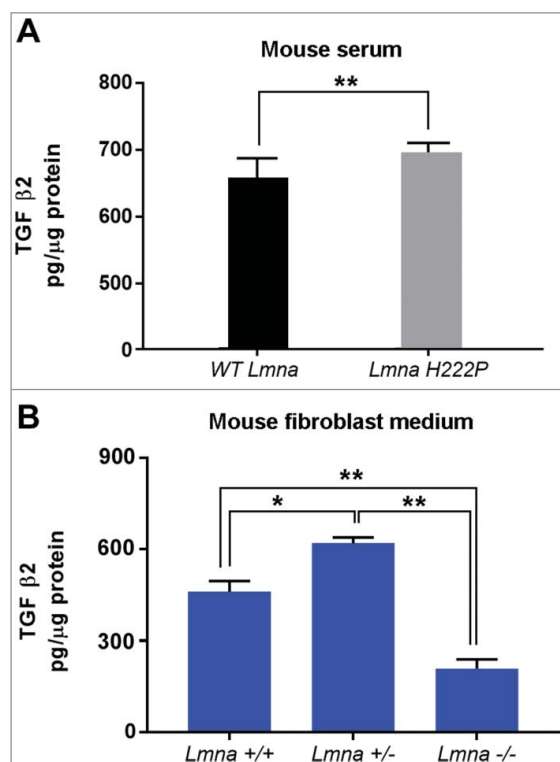 A
Mouse serum
**
800
700
600
500
0
TGF β2
pg/μg protein
WT Lmna
Lmna H222P
B
Mouse fibroblast medium
**
*
**
900
600
300
0
TGF β2
pg/μg protein
Lmna +/+
Lmna +/-
Lmna -/-